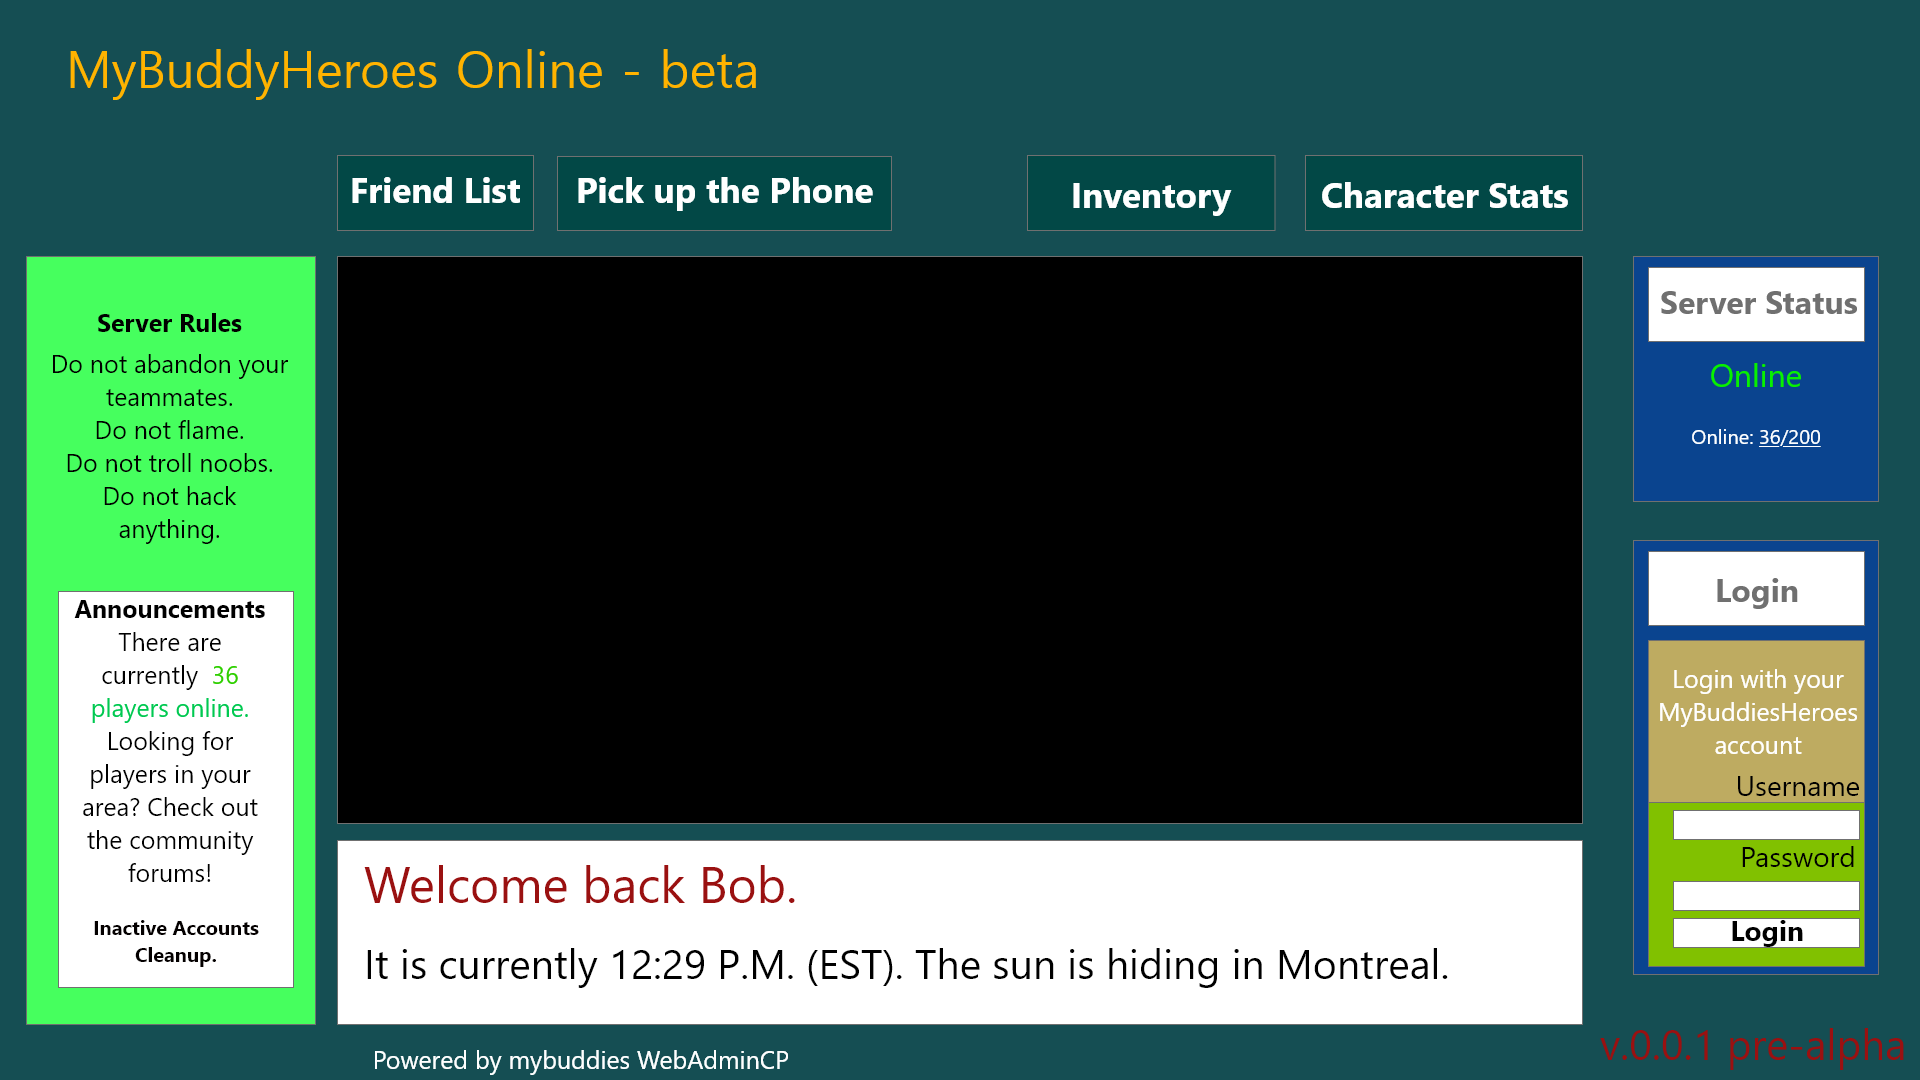 MyBuddyHeroes Online - beta
Friend List
Pick up the Phone
Inventory
Character Stats
Server Rules
Do not abandon your
teammates.
Do not flame.
Do not troll noobs.
Do not hack
anything.
Announcements
There are
currently 36
players online.
Looking for
players in your
area? Check out
the community
forums!
Inactive Accounts
Cleanup.
Welcome back Bob.
It is currently 12:29 P.M. (EST). The sun is hiding in Montreal.
Server Status
Online
Online: 36/200
Login
Login with your
MyBuddiesHeroes
account
Username
Password
Login
Powered by mybuddies WebAdminCP
v.0.0.1 pre-alpha